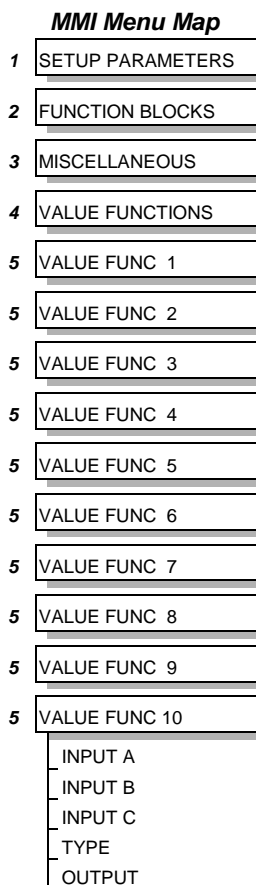 MMI Menu Map
1 SETUP PARAMETERS
2 FUNCTION BLOCKS
3 MISCELLANEOUS
4 VALUE FUNCTIONS
5 VALUE FUNC 1
5 VALUE FUNC 2
5 VALUE FUNC 3
5 VALUE FUNC 4
5 VALUE FUNC 5
5 VALUE FUNC 6
5 VALUE FUNC 7
5 VALUE FUNC 8
5 VALUE FUNC 9
5 VALUE FUNC 10
INPUT A
INPUT B
INPUT C
TYPE
OUTPUT